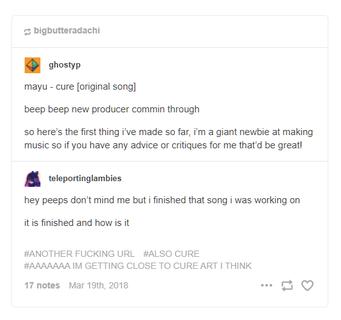 bigbutteradachi
ghostyp
mayu - cure [original song]
beep beep new producer commin through
so here's the first thing i've made so far, i'm a giant newbie at making
music so if you have any advice or critiques for me that'd be great!
teleportinglambies
hey peeps don't mind me but i finished that song i was working on
it is finished and how is it
#ANOTHER FUCKING URL #ALSO CURE
#AAAAAAA IM GETTING CLOSE TO CURE ART I THINK
17 notes Mar 19th, 2018